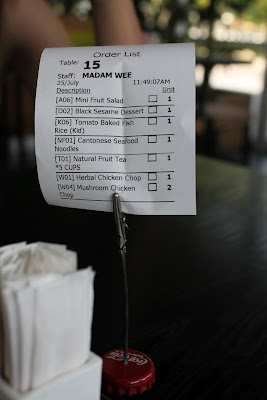 Order List
Table: 15
Staff: MADAM WEE
25/July 11:49:07AM
Description Unit
[A06] Mini Fruit Salad 1
[D02] Black Sesame Dessert 1
[K06] Tomato Baked Fish 1
Rice (Kid)
[NF01] Cantonese Seafood 1
Noodles
[T01] Natural Fruit Tea 1
*5 CUPS
[W01] Herbal Chicken Chop 1
[W04] Mushroom Chicken 2
Chop